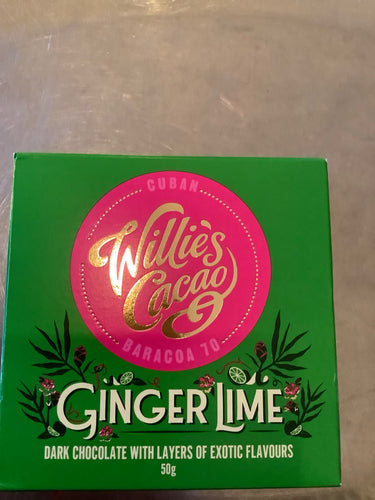 CUBAN
Willie's
Cacao
BARACOA 70
GINGER LIME
DARK CHOCOLATE WITH LAYERS OF EXOTIC FLAVOURS
50g